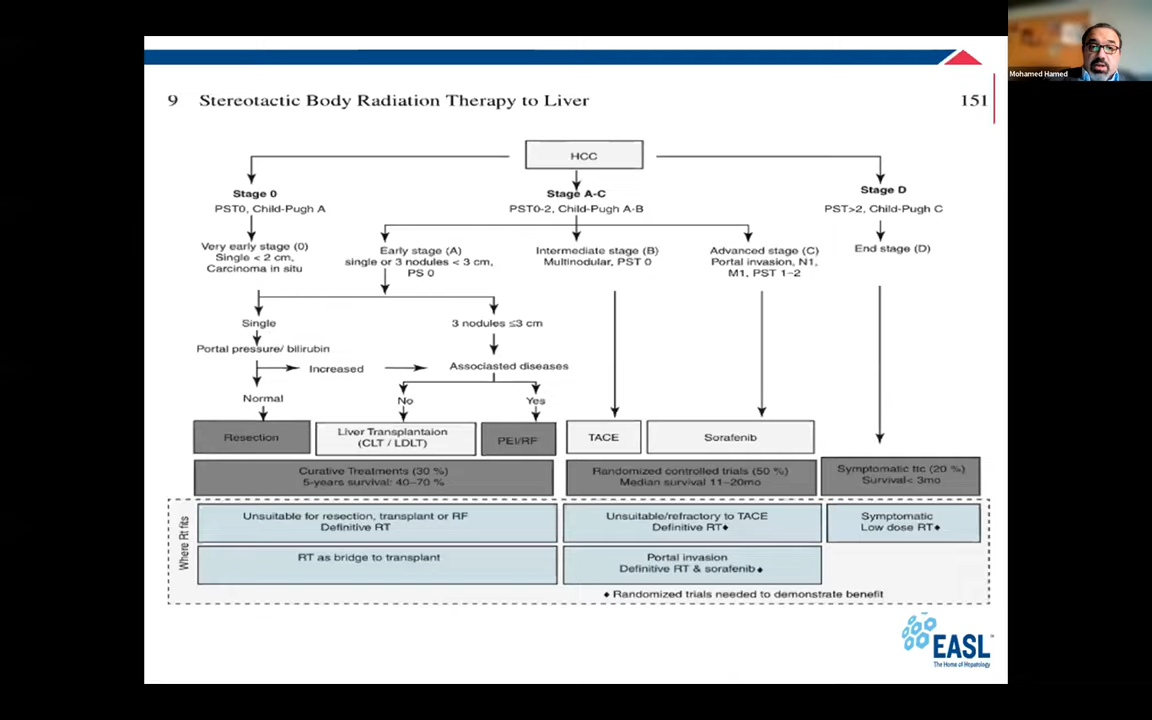 Mohamed Hamed
9 Stereotactic Body Radiation Therapy to Liver 151
HCC
Stage 0
PST0, Child-Pugh A
Stage A-C
PST0-2, Child-Pugh A-B
Stage D
PST>2, Child-Pugh C
Very early stage (0)
Single < 2 cm,
Carcinoma in situ
Early stage (A)
single or 3 nodules < 3 cm,
PS 0
Intermediate stage (B)
Multinodular, PST 0
Advanced stage (C)
Portal invasion, N1,
M1, PST 1–2
End stage (D)
Single
3 nodules ≤3 cm
Portal pressure/ bilirubin
Increased
Associasted diseases
Normal
No
Yes
Resection
Liver Transplantaion
(CLT / LDLT)
PEI/RF
TACE
Sorafenib
Curative Treatments (30 %)
5-years survival: 40–70 %
Randomized controlled trials (50 %)
Median survival 11–20mo
Symptomatic ttc (20 %)
Survival< 3mo
Where Rt fits
Unsuitable for resection, transplant or RF
Definitive RT
Unsuitable/refractory to TACE
Definitive RT♦
Symptomatic
Low dose RT♦
RT as bridge to transplant
Portal invasion
Definitive RT & sorafenib♦
♦ Randomized trials needed to demonstrate benefit
EASL
The Home of Hepatology